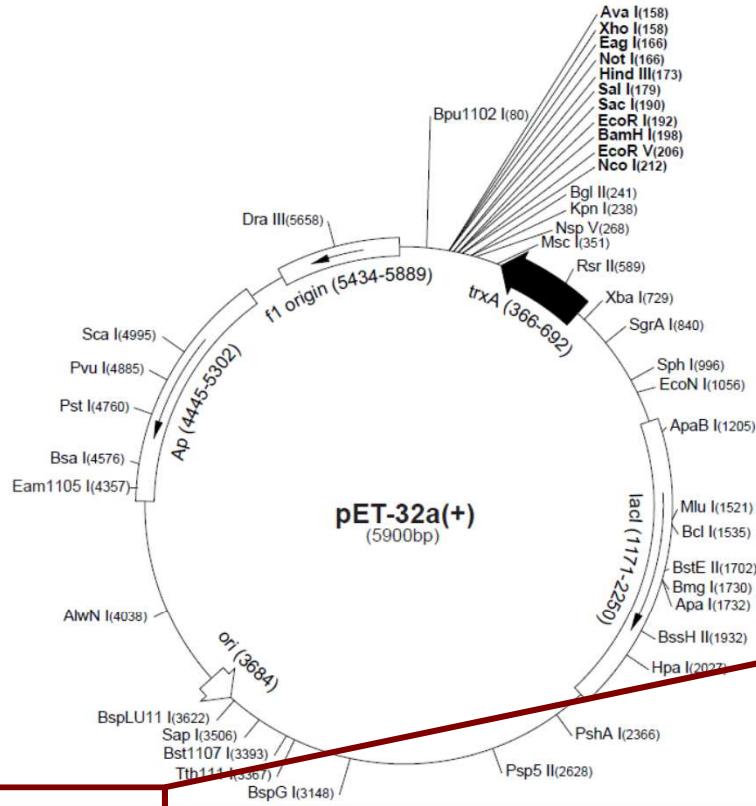 Ava I(158)
Xho I(158)
Eag I(166)
Not I(166)
Hind III(173)
Sal I(179)
Sac I(190)
EcoR I(192)
BamH I(198)
EcoR V(206)
Nco I(212)
Bpu1102 I(80)
Bgl II(241)
Kpn I(238)
Nsp V(268)
Msc I(351)
Rsr II(589)
Xba I(729)
SgrA I(840)
Sph I(996)
EcoN I(1056)
ApaB I(1205)
Mlu I(1521)
Bcl I(1535)
BstE II(1702)
Bmg I(1730)
Apa I(1732)
BssH II(1932)
Hpa I(2027)
PshA I(2366)
Psp5 II(2628)
BspG I(3148)
Tth111 I(3367)
Bst1107 I(3393)
Sap I(3506)
BspLU11 I(3622)
AlwN I(4038)
Eam1105 I(4357)
Bsa I(4576)
Pst I(4760)
Pvu I(4885)
Sca I(4995)
Dra III(5658)
f1 origin (5434-5889)
trxA (366-692)
lacI (1171-2250)
ori (3684)
Ap (4445-5302)
pET-32a(+)
(5900bp)